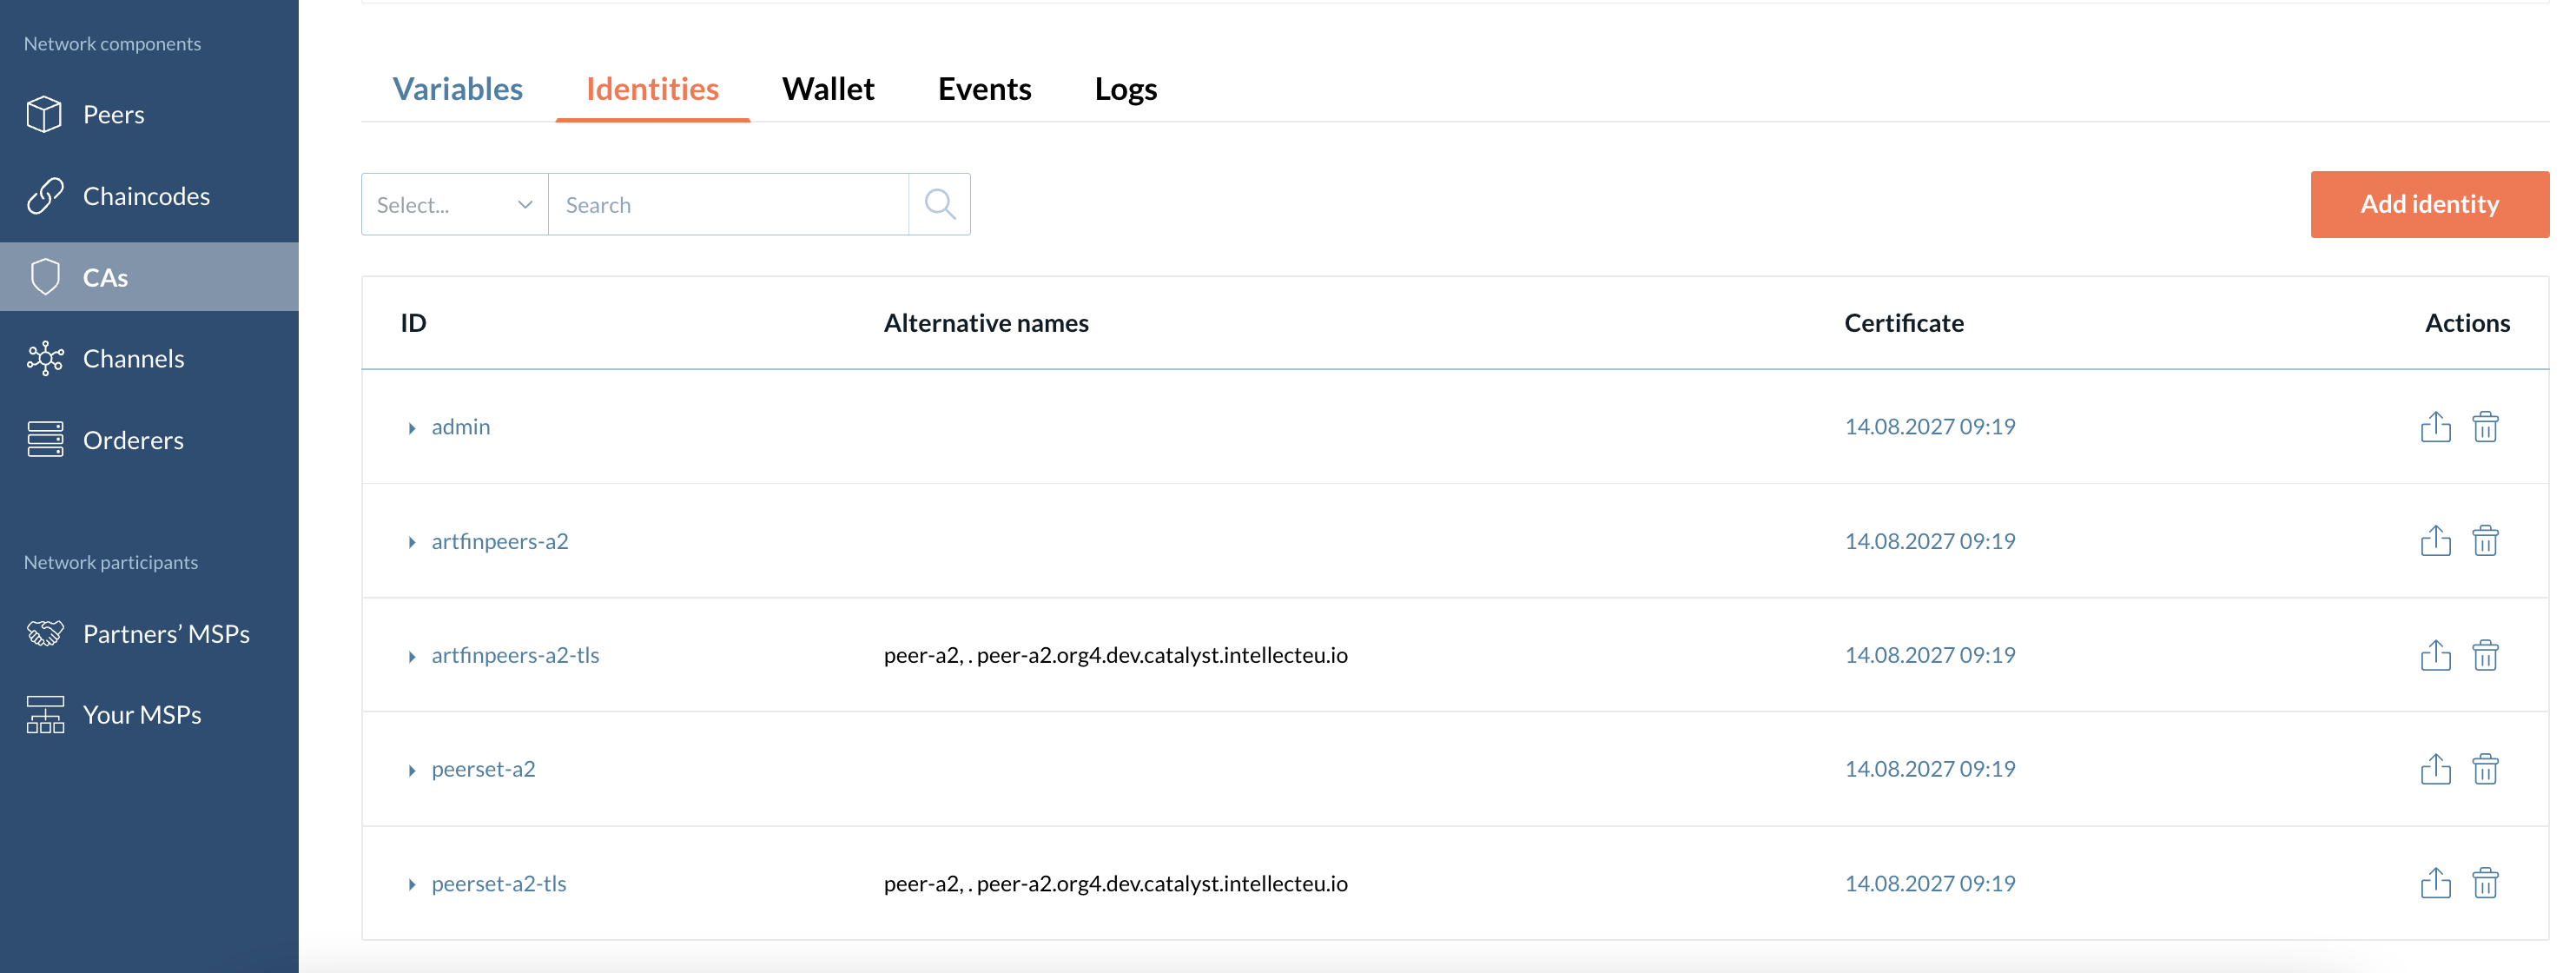 Network components
Peers
Chaincodes
CAs
Channels
Orderers
Network participants
Partners’ MSPs
Your MSPs
Variables Identities Wallet Events Logs
Select... Search Add identity
ID Alternative names Certificate Actions
admin 14.08.2027 09:19
artfinpeers-a2 14.08.2027 09:19
artfinpeers-a2-tls peer-a2, . peer-a2.org4.dev.catalyst.intellecteu.io 14.08.2027 09:19
peerset-a2 14.08.2027 09:19
peerset-a2-tls peer-a2, . peer-a2.org4.dev.catalyst.intellecteu.io 14.08.2027 09:19